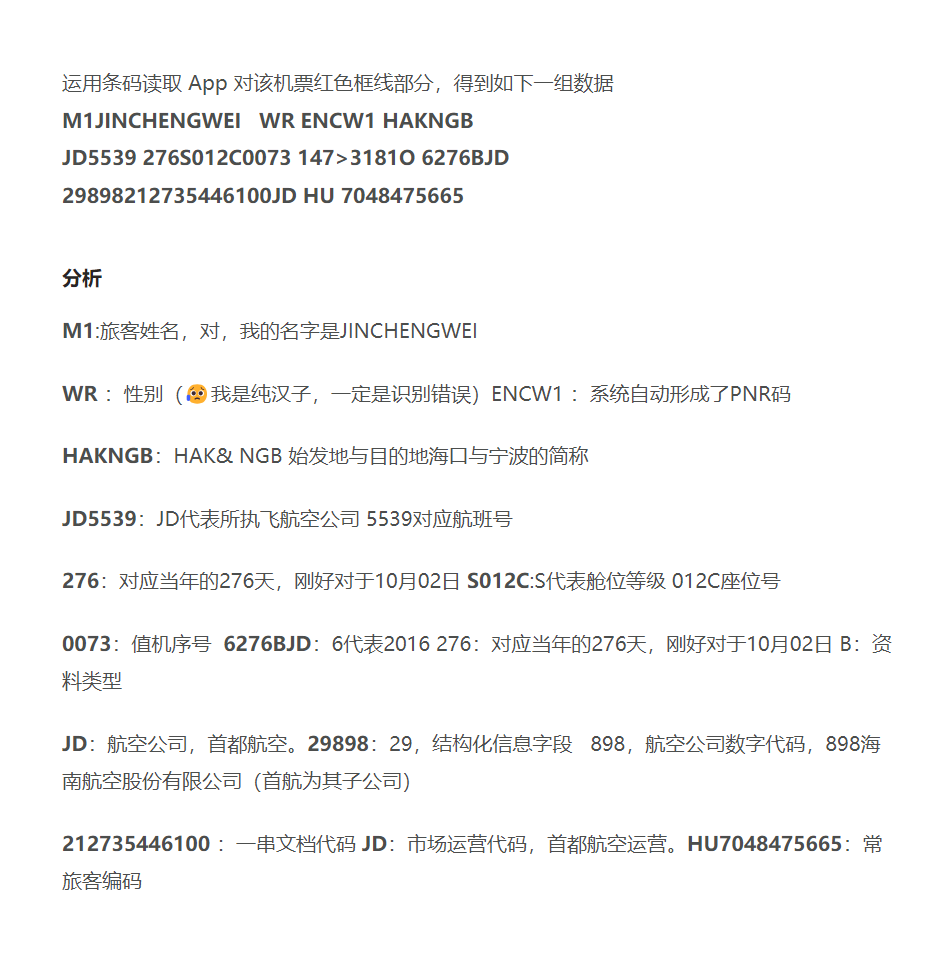 运用条码读取 App 对该机票红色框线部分，得到如下一组数据
M1JINCHENGWEI   WR ENCW1 HAKNGB
JD5539 276S012C0073 147>3181O 6276BJD
29898212735446100JD HU 7048475665
分析
M1:旅客姓名，对，我的名字是JINCHENGWEI
WR ：性别（😥我是纯汉子，一定是识别错误）ENCW1 ：系统自动形成了PNR码
HAKNGB：HAK& NGB 始发地与目的地海口与宁波的简称
JD5539：JD代表所执飞航空公司 5539对应航班号
276：对应当年的276天，刚好对于10月02日 S012C:S代表舱位等级 012C座位号
0073：值机序号  6276BJD：6代表2016 276：对应当年的276天，刚好对于10月02日 B：资
料类型
JD：航空公司，首都航空。29898：29，结构化信息字段   898，航空公司数字代码，898海
南航空股份有限公司（首航为其子公司）
212735446100 ：一串文档代码 JD：市场运营代码，首都航空运营。HU7048475665：常
旅客编码